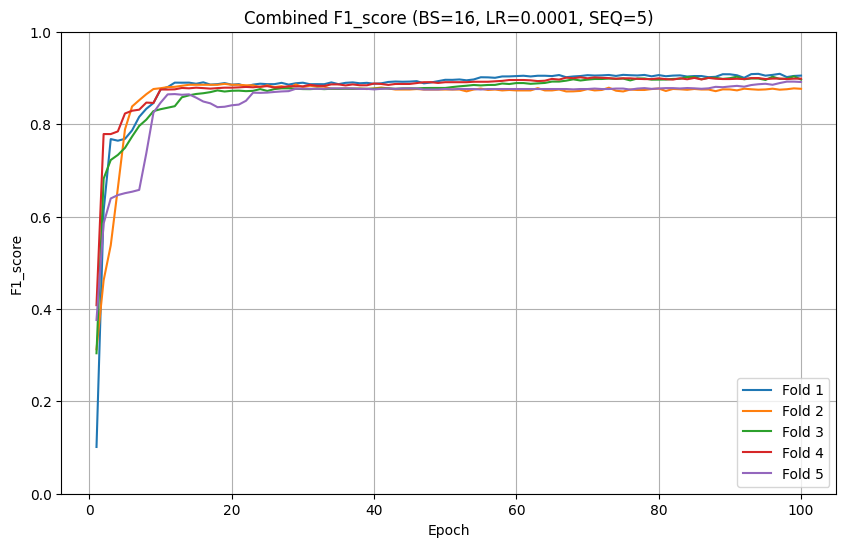 Combined F1_score (BS=16, LR=0.0001, SEQ=5)
1.0
0.8
0.6
0.4
0.2
0.0
F1_score
0 20 40 60 80 100
Epoch
Fold 1
Fold 2
Fold 3
Fold 4
Fold 5